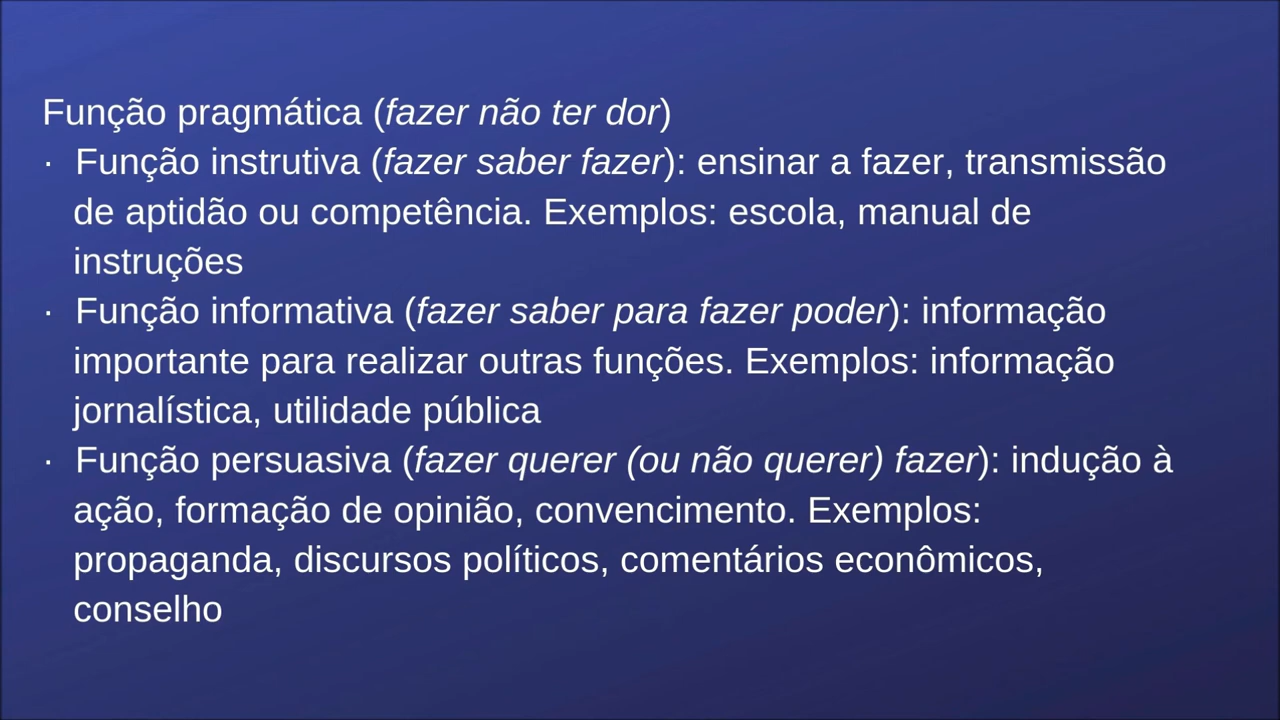 Função pragmática (fazer não ter dor)
· Função instrutiva (fazer saber fazer): ensinar a fazer, transmissão
de aptidão ou competência. Exemplos: escola, manual de
instruções
· Função informativa (fazer saber para fazer poder): informação
importante para realizar outras funções. Exemplos: informação
jornalística, utilidade pública
· Função persuasiva (fazer querer (ou não querer) fazer): indução à
ação, formação de opinião, convencimento. Exemplos:
propaganda, discursos políticos, comentários econômicos,
conselho